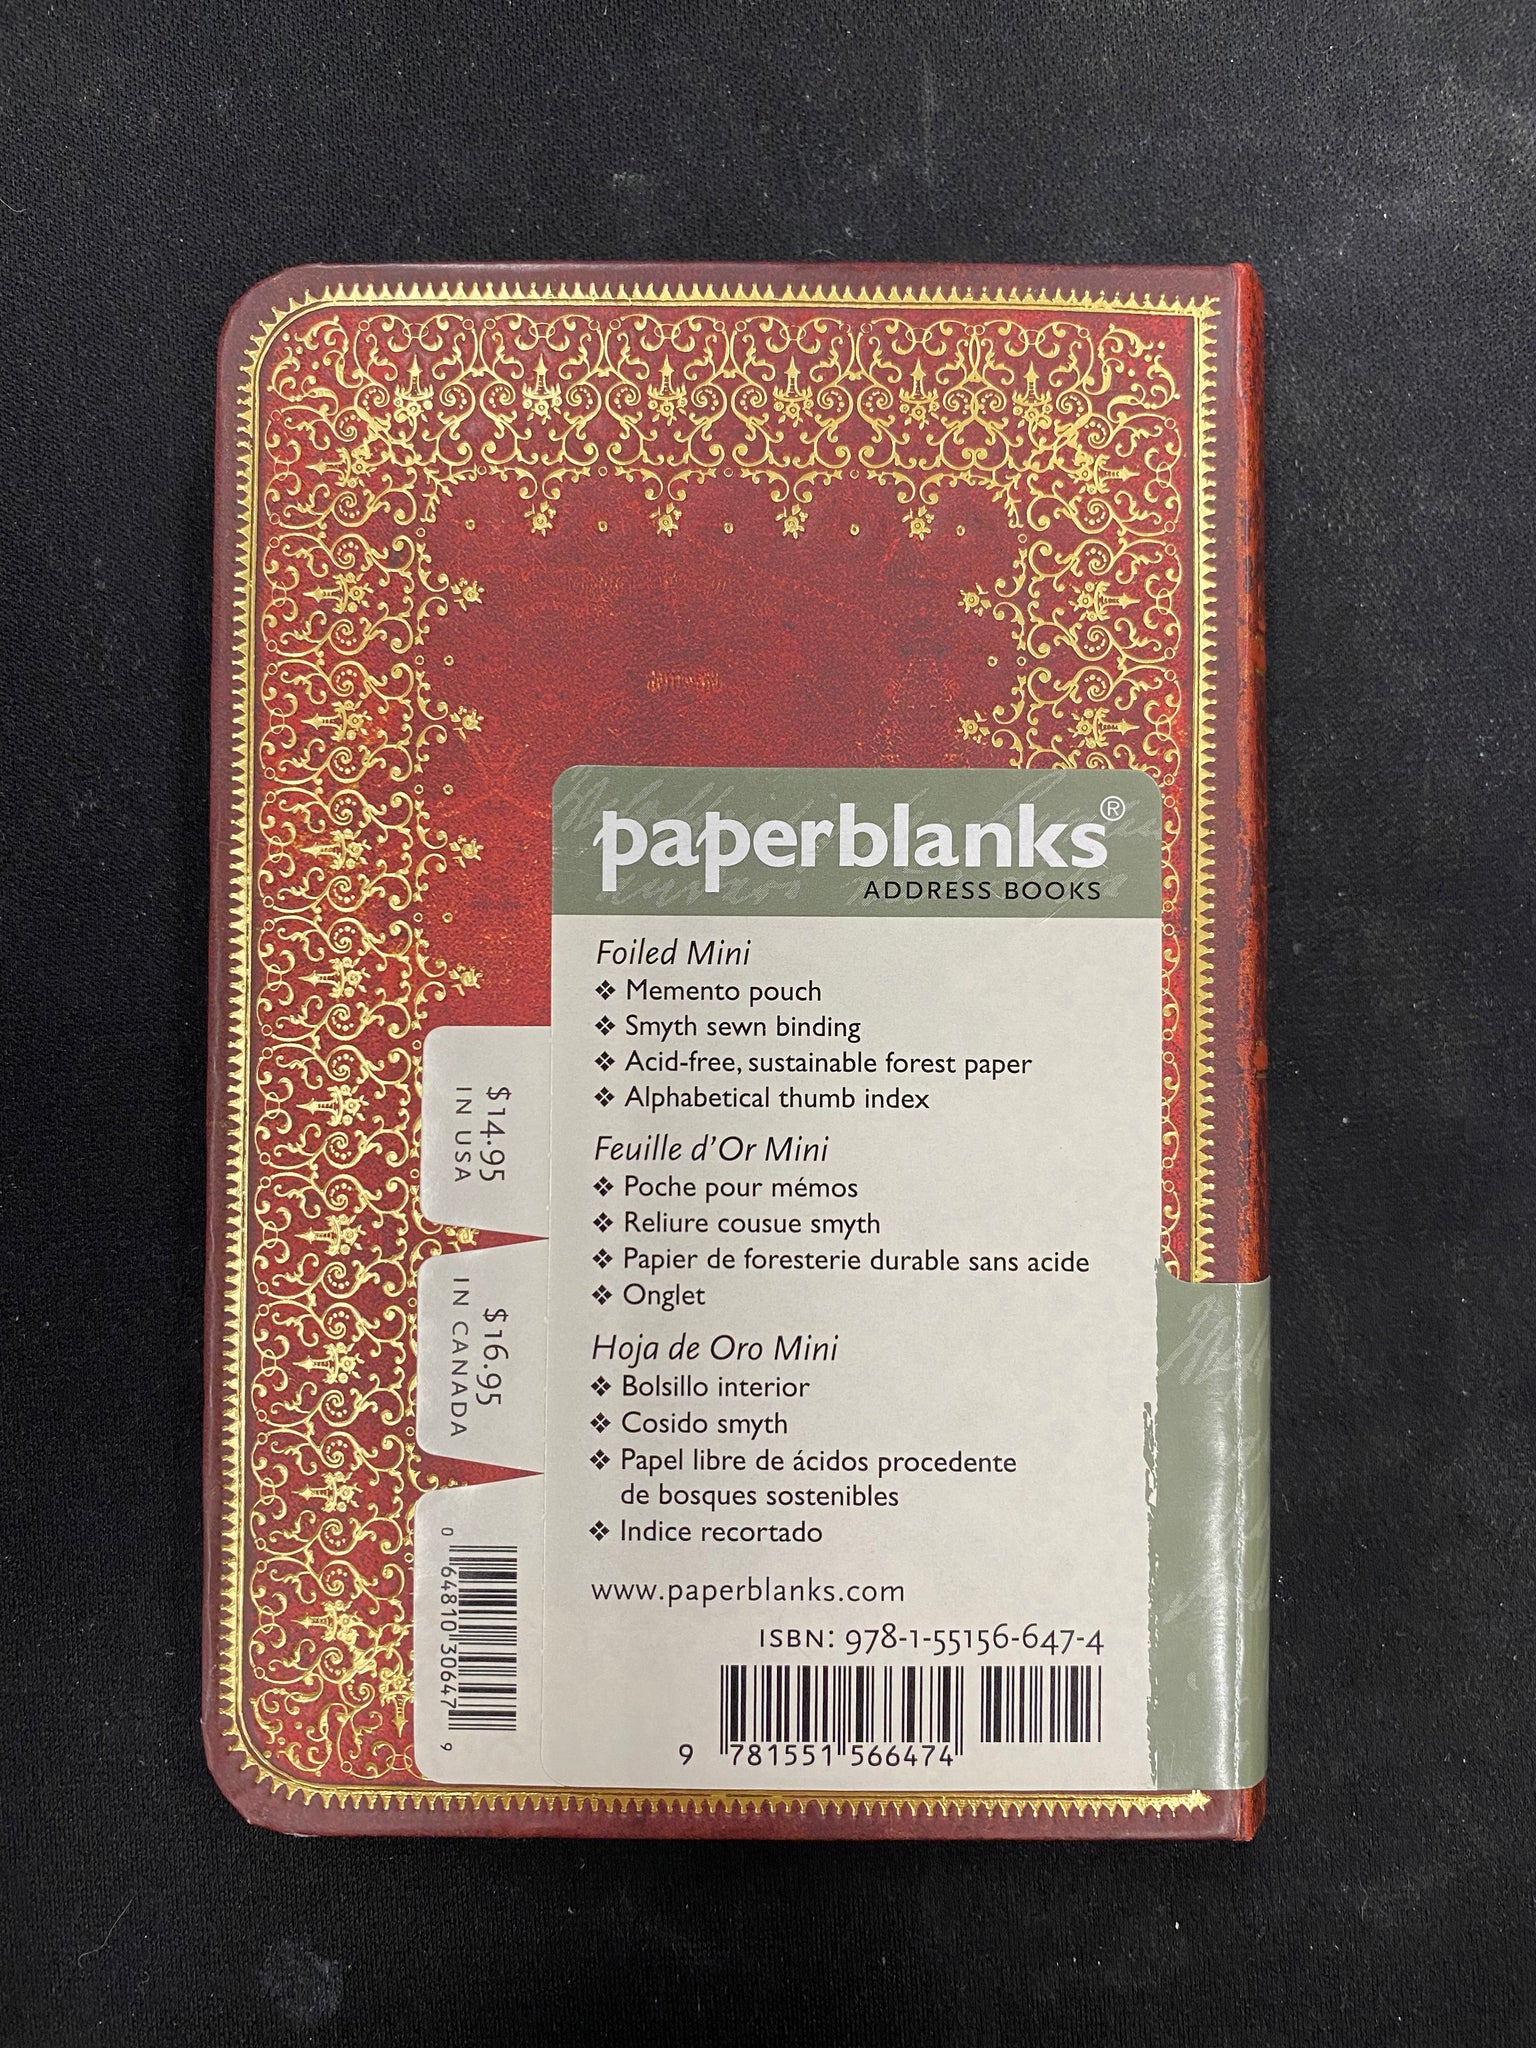 paperblanks®
ADDRESS BOOKS
Foiled Mini
❖ Memento pouch
❖ Smyth sewn binding
❖ Acid-free, sustainable forest paper
❖ Alphabetical thumb index
Feuille d'Or Mini
❖ Poche pour mémos
❖ Reliure cousue smyth
❖ Papier de foresterie durable sans acide
❖ Onglet
Hoja de Oro Mini
❖ Bolsillo interior
❖ Cosido smyth
❖ Papel libre de ácidos procedente
de bosques sostenibles
❖ Indice recortado
www.paperblanks.com
ISBN: 978-1-55156-647-4
9 781551 566474
$14.95
IN USA
$16.95
IN CANADA
0 64810 30647 9